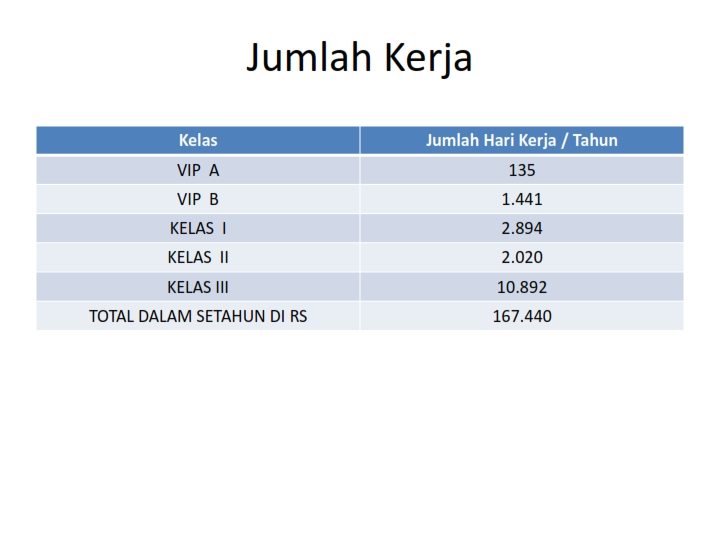 Jumlah Kerja
Kelas Jumlah Hari Kerja / Tahun
VIP A 135
VIP B 1.441
KELAS I 2.894
KELAS II 2.020
KELAS III 10.892
TOTAL DALAM SETAHUN DI RS 167.440